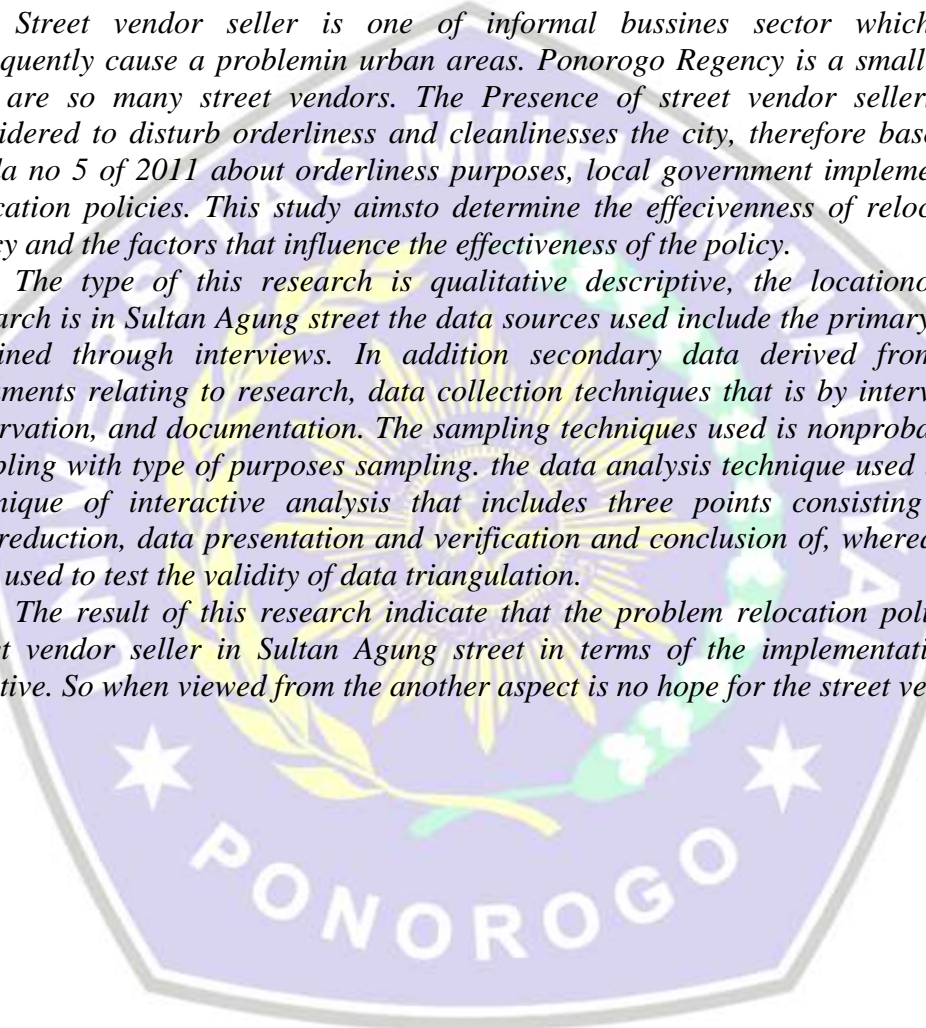 Street vendor seller is one of informal bussines sector which
quently cause a problemin urban areas. Ponorogo Regency is a small
are so many street vendors. The Presence of street vendor seller
idered to disturb orderliness and cleanlinesses the city, therefore base
no 5 of 2011 about orderliness purposes, local government impleme
cation policies. This study aimsto determine the effecivenness of reloc
y and the factors that influence the effectiveness of the policy.
The type of this research is qualitative descriptive, the locationo
arch is in Sultan Agung street the data sources used include the primary
ined through interviews. In addition secondary data derived from
ments relating to research, data collection techniques that is by interv
rvation, and documentation. The sampling techniques used is nonproba
pling with type of purposes sampling. the data analysis technique used
nique of interactive analysis that includes three points consisting
reduction, data presentation and verification and conclusion of, where
used to test the validity of data triangulation.
The result of this research indicate that the problem relocation poli
t vendor seller in Sultan Agung street in terms of the implementati
tive. So when viewed from the another aspect is no hope for the street ve
UNIVERSITAS MUHAMMADIYAH
PONOROGO